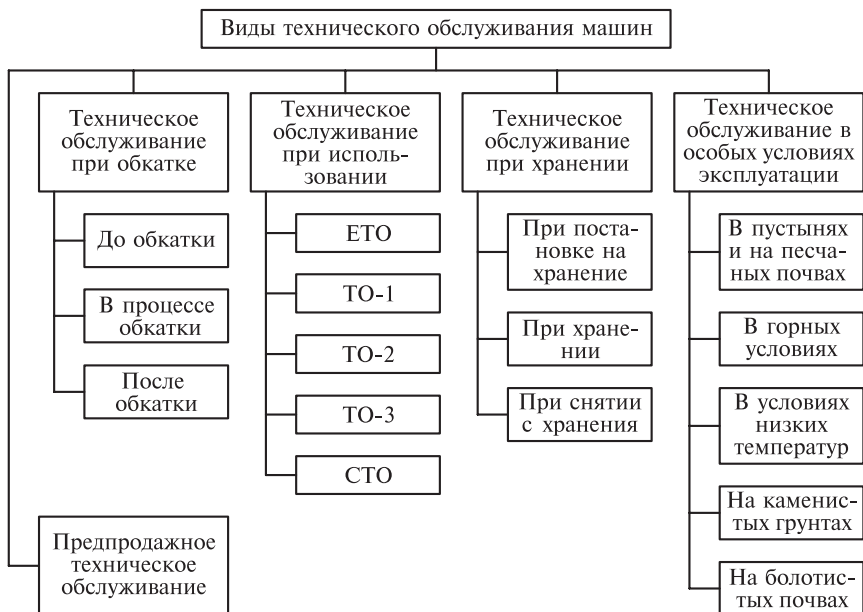 Виды технического обслуживания машин
Техническое
обслуживание
при обкатке
До обкатки
В процессе
обкатки
После
обкатки
Техническое
обслуживание
при исполь-
зовании
ЕТО
ТО-1
ТО-2
ТО-3
СТО
Техническое
обслуживание
при хранении
При поста-
новке на
хранение
При хране-
нии
При снятии
с хранения
Техническое
обслуживание в
особых условиях
эксплуатации
В пустынях
и на песча-
ных почвах
В горных
условиях
В условиях
низких
температур
На каменис-
тых грунтах
На болотис-
тых почвах
Предпродажное
техническое
обслуживание